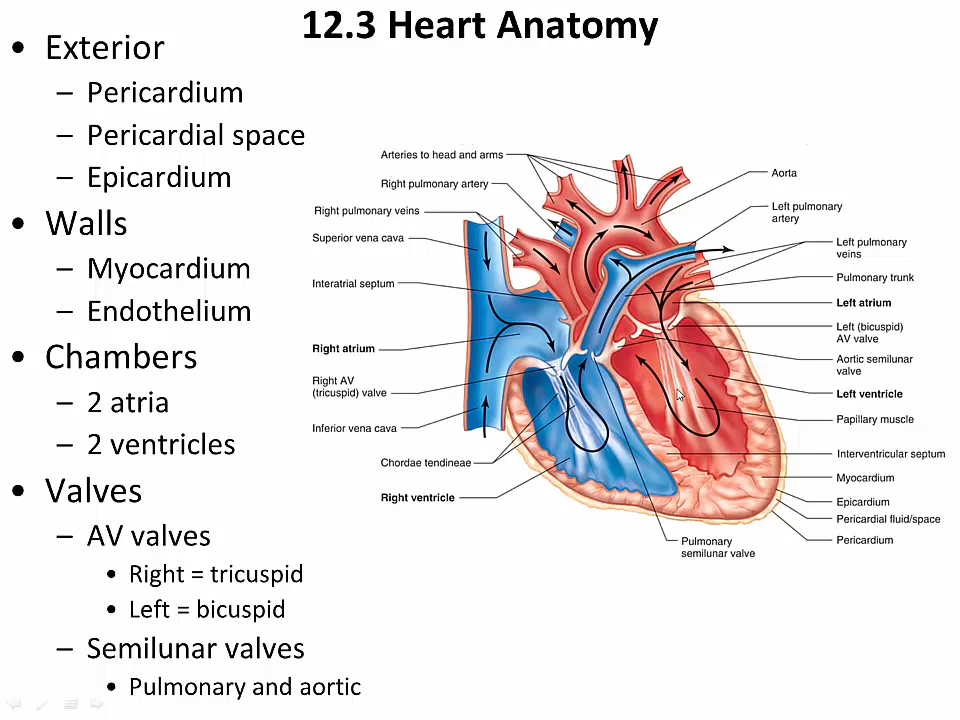 12.3 Heart Anatomy
• Exterior
– Pericardium
– Pericardial space
– Epicardium
• Walls
– Myocardium
– Endothelium
• Chambers
– 2 atria
– 2 ventricles
• Valves
– AV valves
• Right = tricuspid
• Left = bicuspid
– Semilunar valves
• Pulmonary and aortic
Arteries to head and arms
Right pulmonary artery
Right pulmonary veins
Superior vena cava
Interatrial septum
Right atrium
Right AV
(tricuspid) valve
Inferior vena cava
Chordae tendineae
Right ventricle
Aorta
Left pulmonary
artery
Left pulmonary
veins
Pulmonary trunk
Left atrium
Left (bicuspid)
AV valve
Aortic semilunar
valve
Left ventricle
Papillary muscle
Interventricular septum
Myocardium
Epicardium
Pericardial fluid/space
Pericardium
Pulmonary
semilunar valve